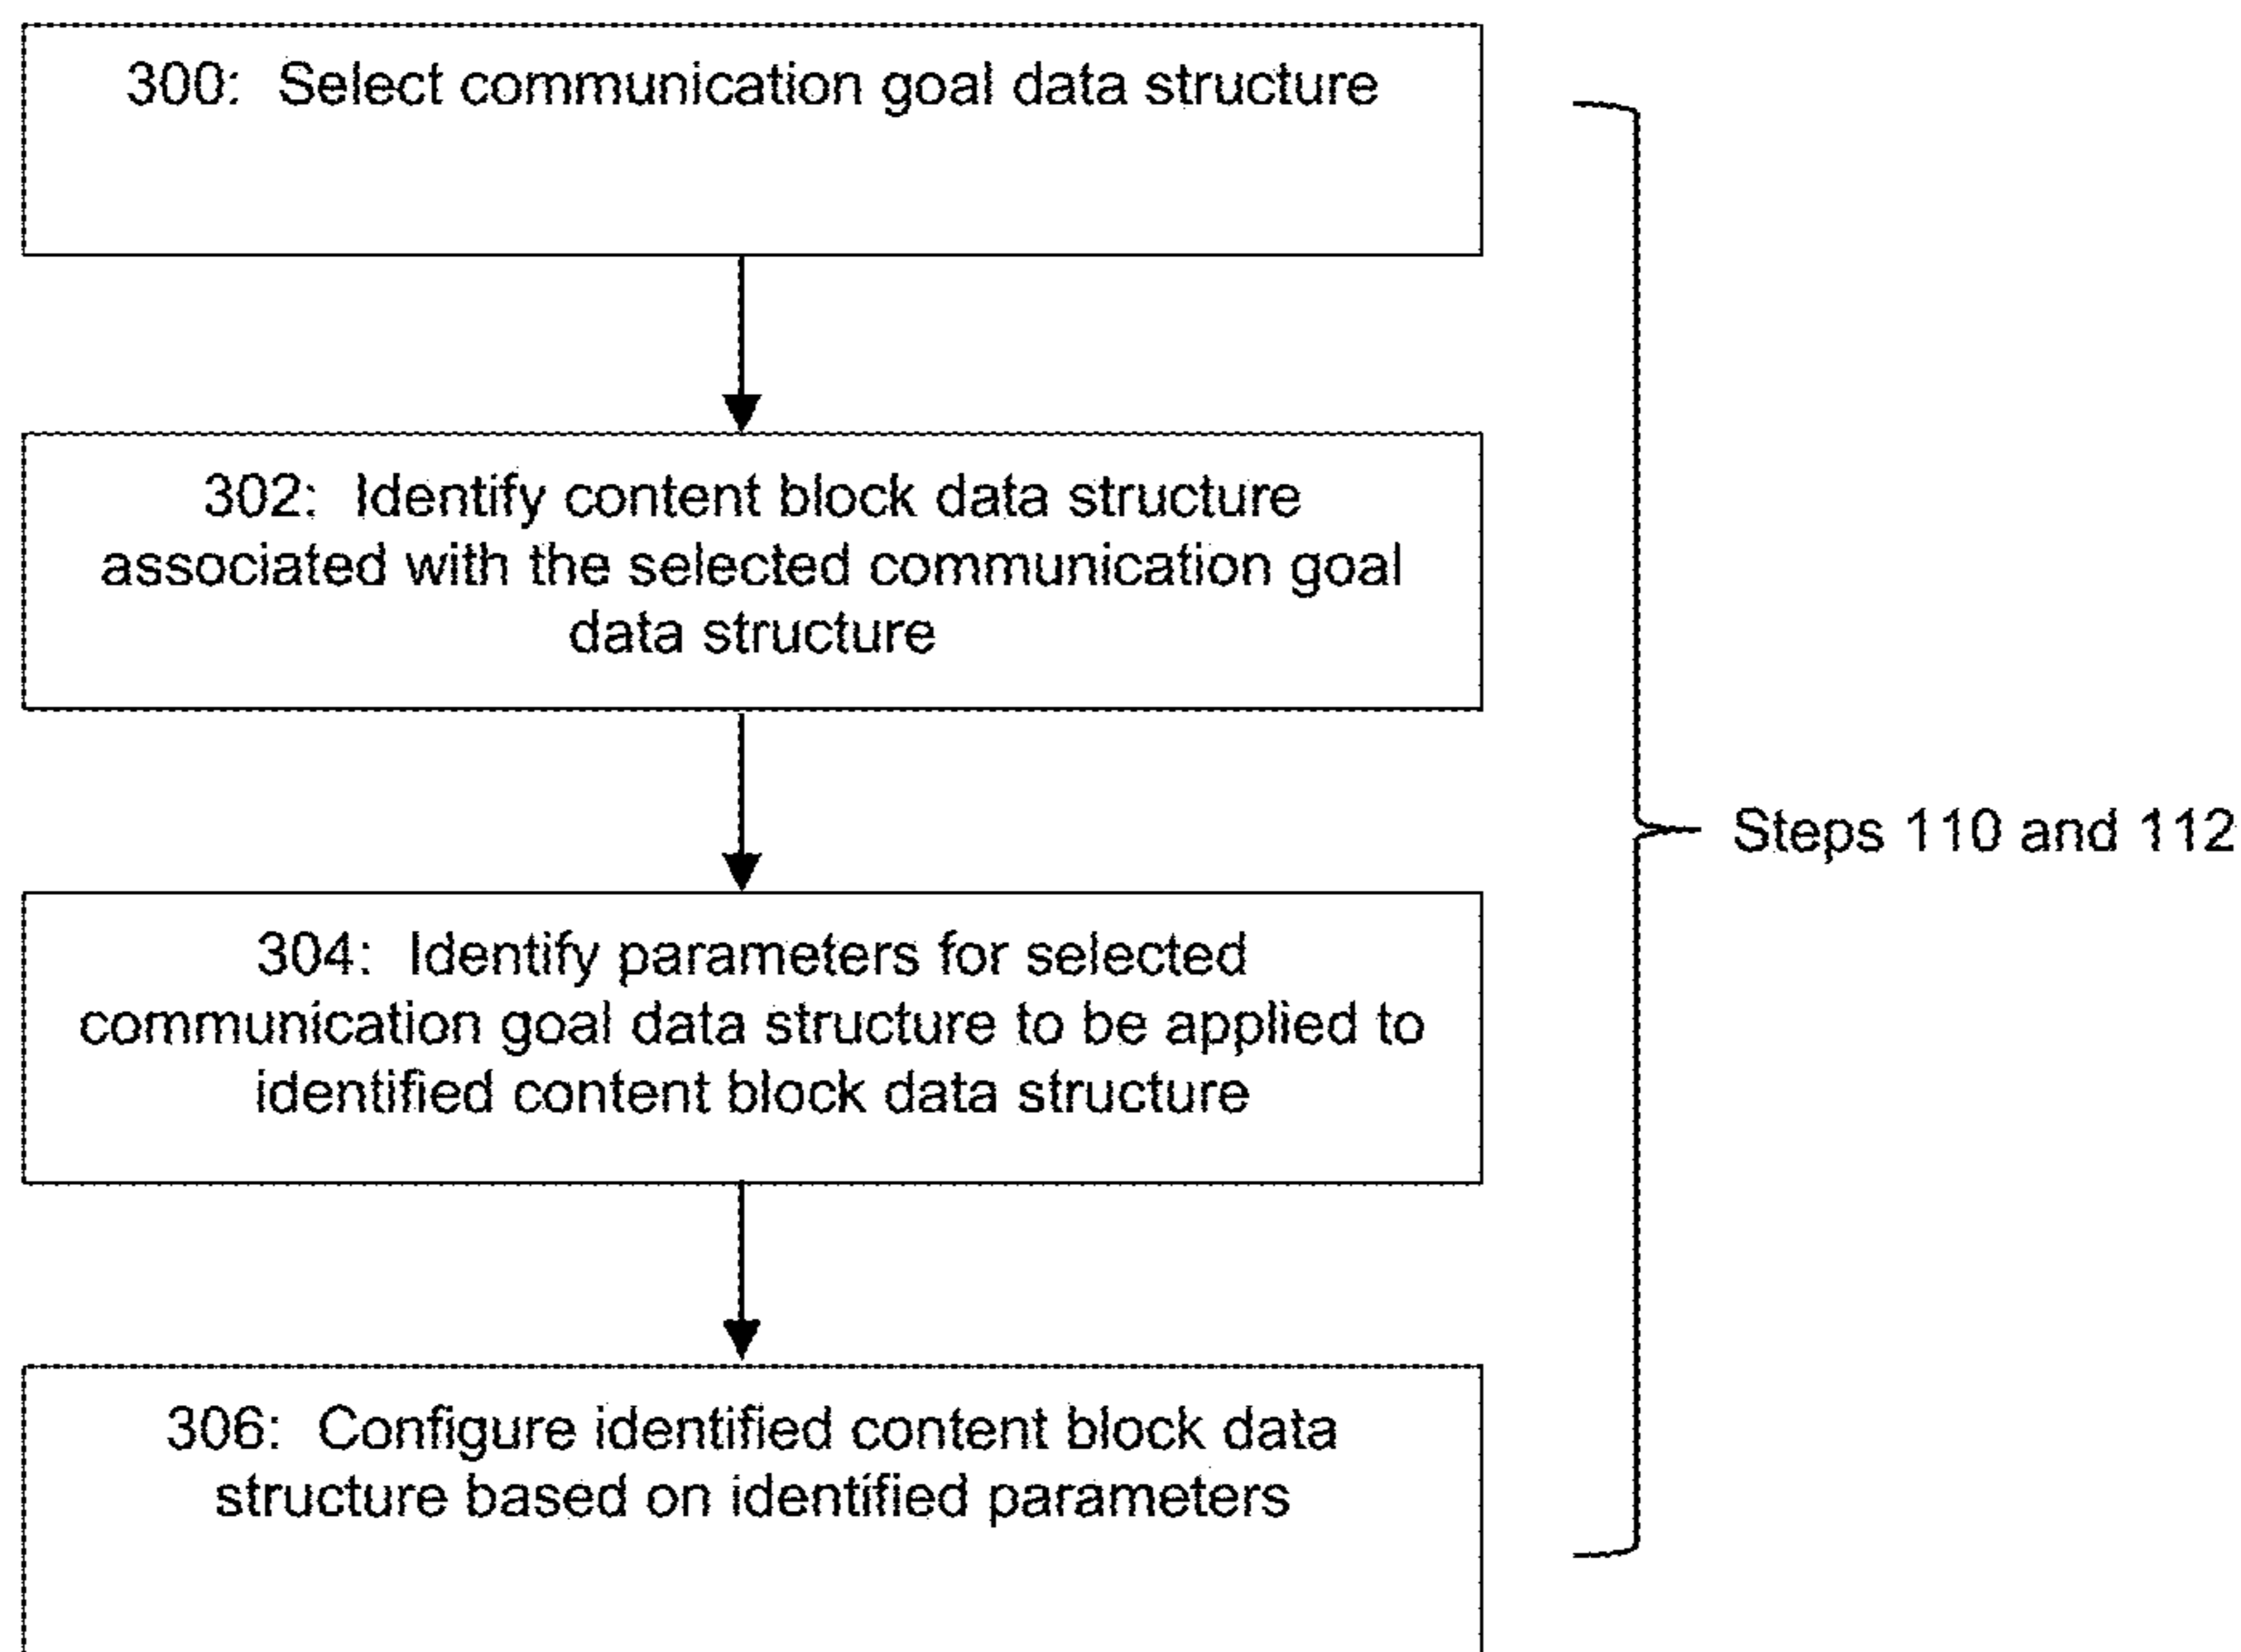 300: Select communication goal data structure
302: Identify content block data structure
associated with the selected communication goal
data structure
304: Identify parameters for selected
communication goal data structure to be applied to
identified content block data structure
306: Configure identified content block data
structure based on identified parameters
Steps 110 and 112